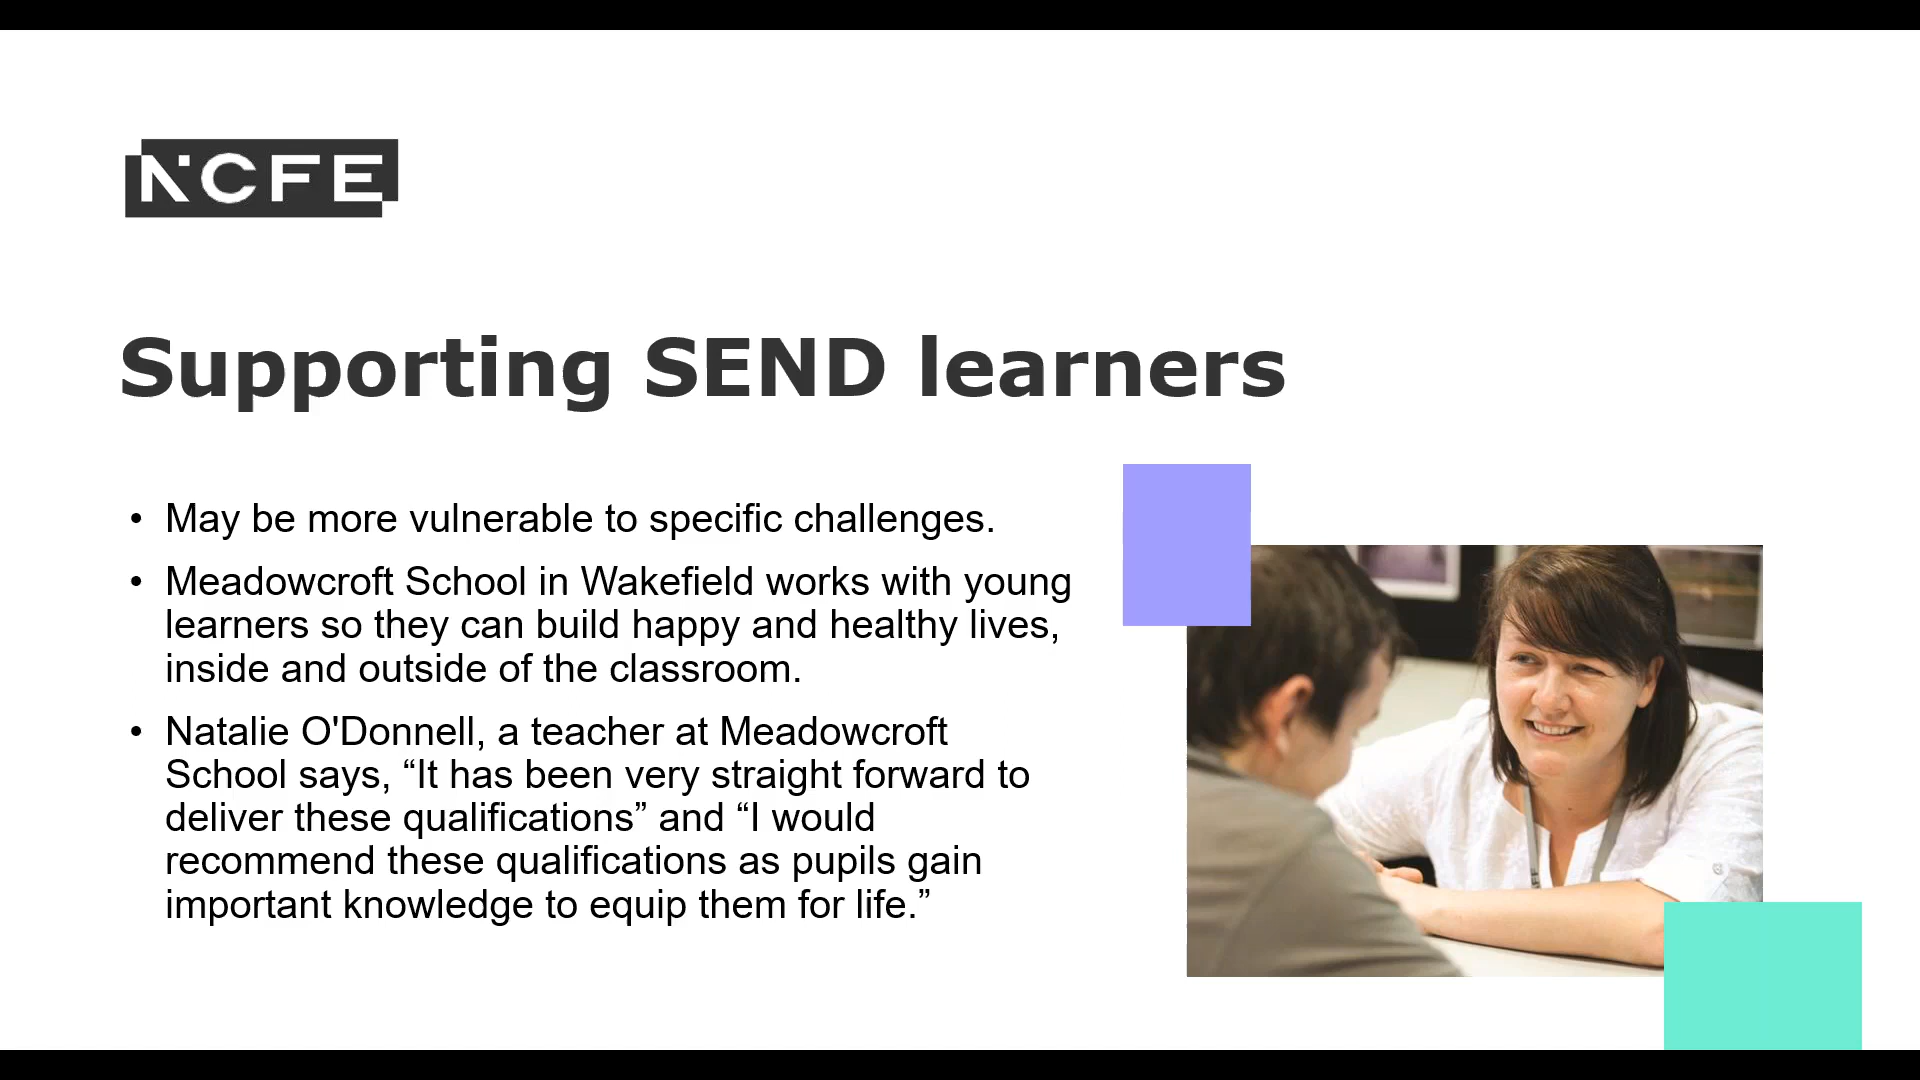 NCFE
Supporting SEND learners
• May be more vulnerable to specific challenges.
• Meadowcroft School in Wakefield works with young
learners so they can build happy and healthy lives,
inside and outside of the classroom.
• Natalie O'Donnell, a teacher at Meadowcroft
School says, “It has been very straight forward to
deliver these qualifications” and “I would
recommend these qualifications as pupils gain
important knowledge to equip them for life.”